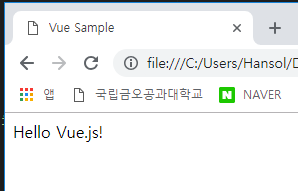 Vue Sample
file:///C:/Users/Hansol/D
앱 국립금오공과대학교 NAVER
Hello Vue.js!